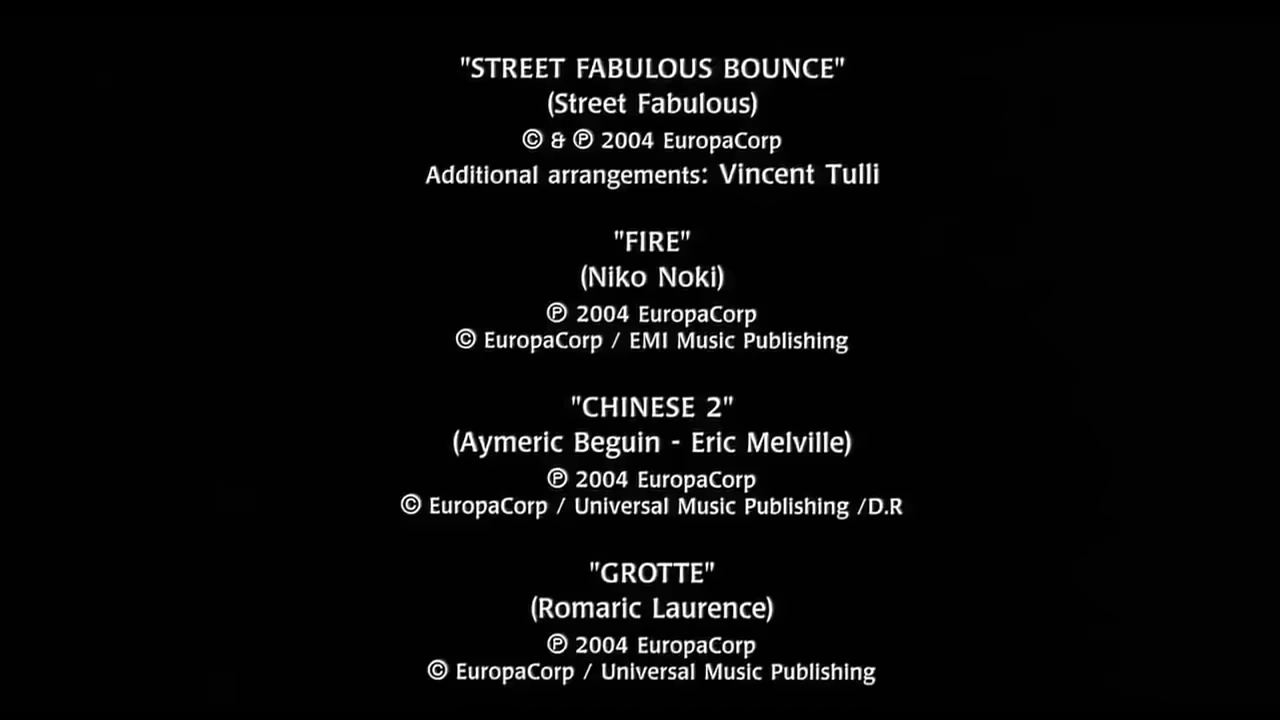 "STREET FABULOUS BOUNCE"
(Street Fabulous)
© & ℗ 2004 EuropaCorp
Additional arrangements: Vincent Tulli
"FIRE"
(Niko Noki)
℗ 2004 EuropaCorp
© EuropaCorp / EMI Music Publishing
"CHINESE 2"
(Aymeric Beguin - Eric Melville)
℗ 2004 EuropaCorp
© EuropaCorp / Universal Music Publishing /D.R
"GROTTE"
(Romaric Laurence)
℗ 2004 EuropaCorp
© EuropaCorp / Universal Music Publishing